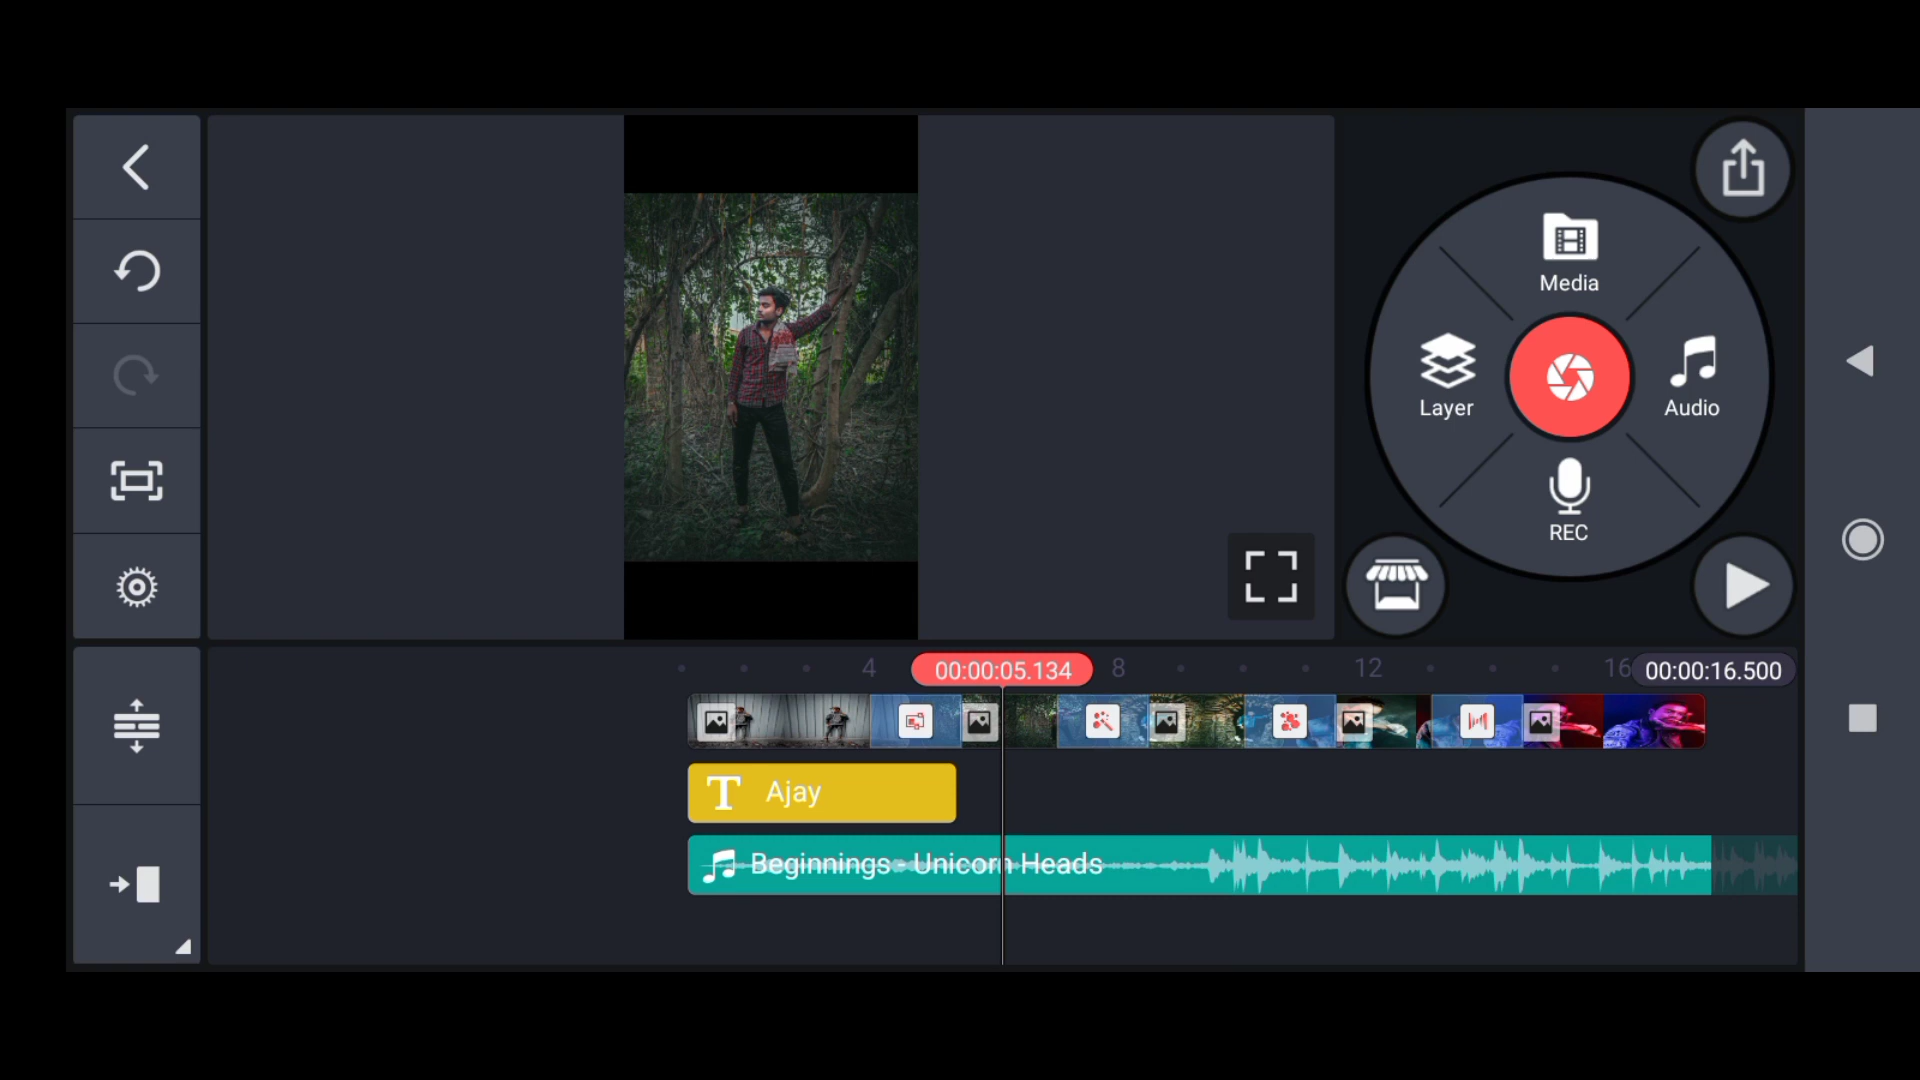 Media
Layer
Audio
REC
4
00:00:05.134
8
12
16
00:00:16.500
T Ajay
Beginnings - Unicorn Heads